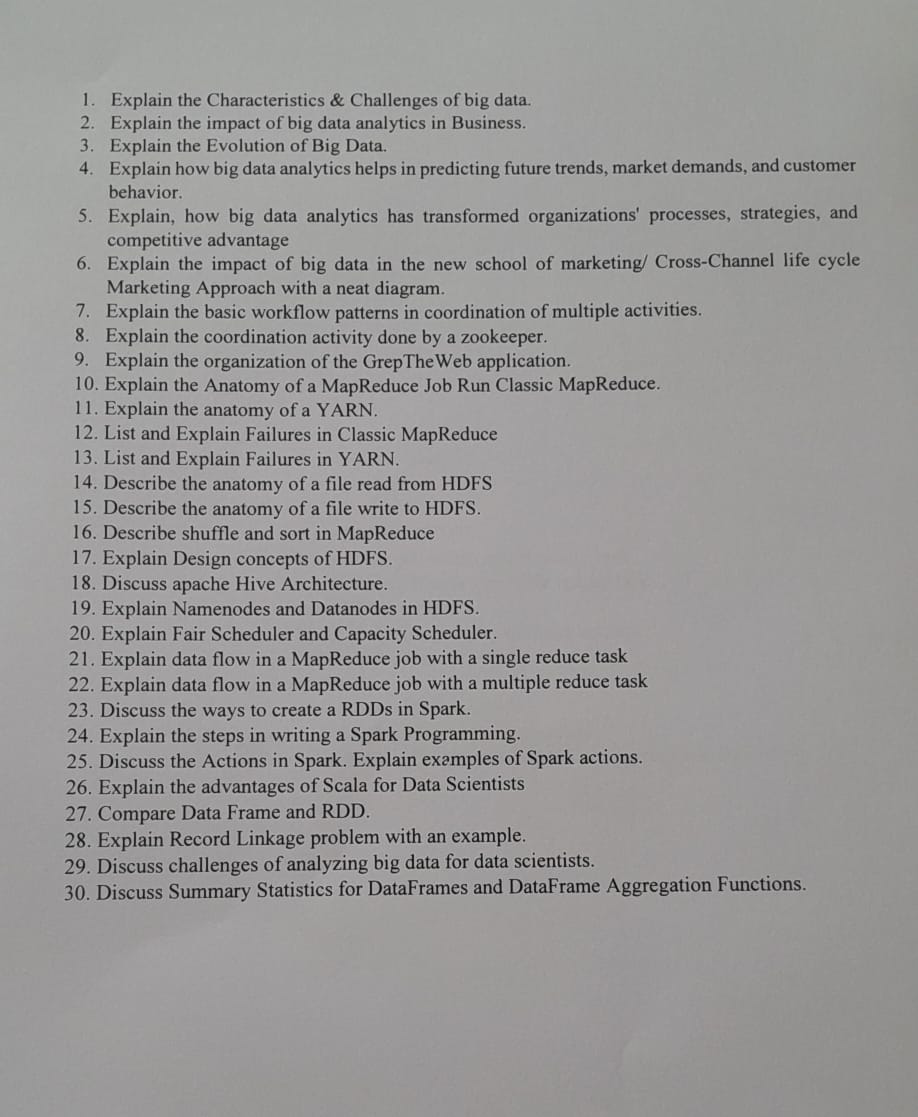 1. Explain the Characteristics & Challenges of big data.
2. Explain the impact of big data analytics in Business.
3. Explain the Evolution of Big Data.
4. Explain how big data analytics helps in predicting future trends, market demands, and customer
behavior.
5. Explain, how big data analytics has transformed organizations' processes, strategies, and
competitive advantage
6. Explain the impact of big data in the new school of marketing/ Cross-Channel life cycle
Marketing Approach with a neat diagram.
7. Explain the basic workflow patterns in coordination of multiple activities.
8. Explain the coordination activity done by a zookeeper.
9. Explain the organization of the GrepTheWeb application.
10. Explain the Anatomy of a MapReduce Job Run Classic MapReduce.
11. Explain the anatomy of a YARN.
12. List and Explain Failures in Classic MapReduce
13. List and Explain Failures in YARN.
14. Describe the anatomy of a file read from HDFS
15. Describe the anatomy of a file write to HDFS.
16. Describe shuffle and sort in MapReduce
17. Explain Design concepts of HDFS.
18. Discuss apache Hive Architecture.
19. Explain Namenodes and Datanodes in HDFS.
20. Explain Fair Scheduler and Capacity Scheduler.
21. Explain data flow in a MapReduce job with a single reduce task
22. Explain data flow in a MapReduce job with a multiple reduce task
23. Discuss the ways to create a RDDs in Spark.
24. Explain the steps in writing a Spark Programming.
25. Discuss the Actions in Spark. Explain examples of Spark actions.
26. Explain the advantages of Scala for Data Scientists
27. Compare Data Frame and RDD.
28. Explain Record Linkage problem with an example.
29. Discuss challenges of analyzing big data for data scientists.
30. Discuss Summary Statistics for DataFrames and DataFrame Aggregation Functions.